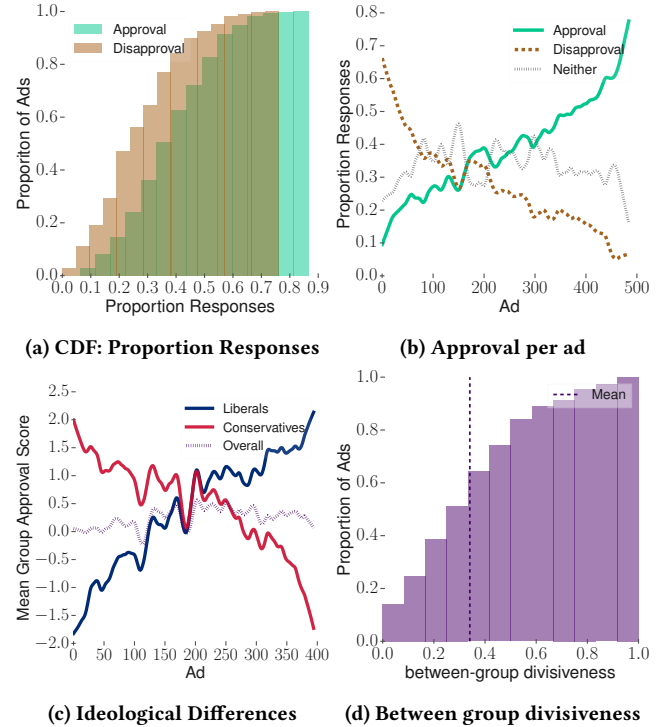 1.0
0.8
0.6
0.4
0.2
0.0
Proporiton of Ads
Approval
Disapproval
0.0 0.1 0.2 0.3 0.4 0.5 0.6 0.7 0.8 0.9
Proportion Responses
(a) CDF: Proportion Responses
0.8
0.7
0.6
0.5
0.4
0.3
0.2
0.1
0.0
Proportion Responses
Approval
Disapproval
Neither
0 100 200 300 400 500
Ad
(b) Approval per ad
2.5
2.0
1.5
1.0
0.5
0.0
−0.5
−1.0
−1.5
−2.0
Mean Group Approval Score
Liberals
Conservatives
Overall
0 50 100 150 200 250 300 350 400
Ad
(c) Ideological Differences
1.0
0.8
0.6
0.4
0.2
0.0
Proportion of Ads
Mean
0.0 0.2 0.4 0.6 0.8 1.0
between-group divisiveness
(d) Between group divisiveness